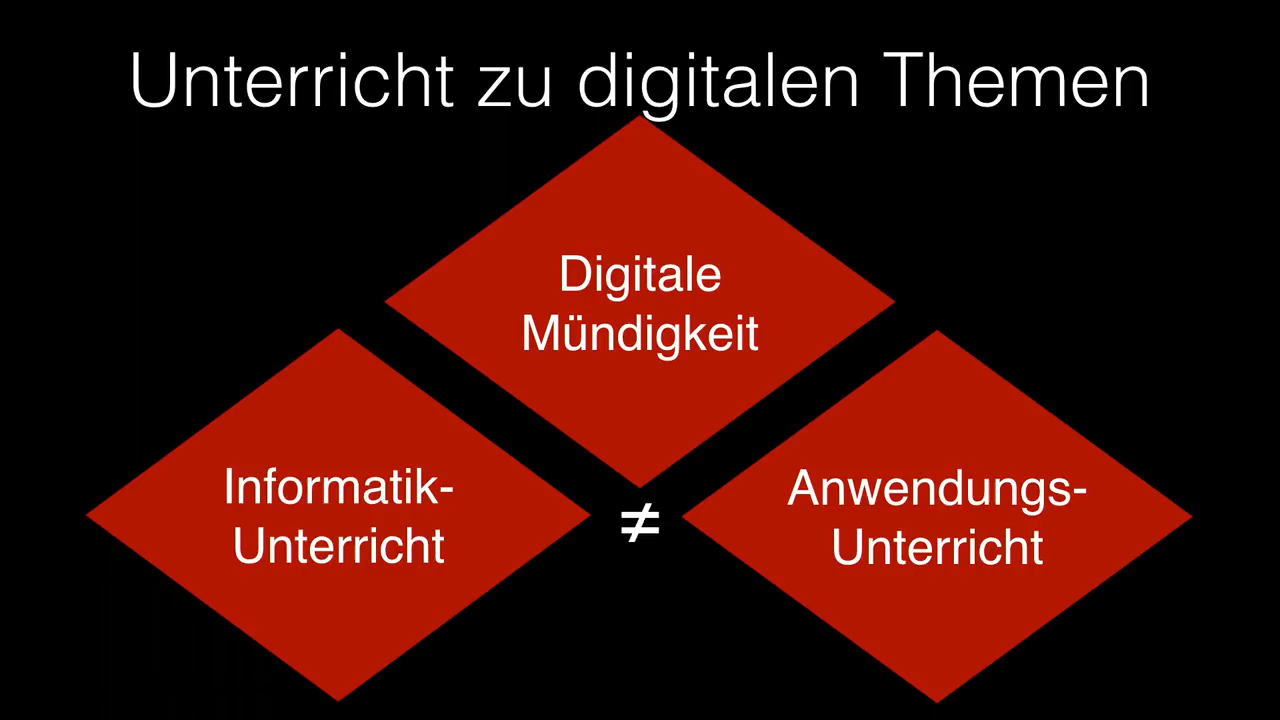 Unterricht zu digitalen Themen
Digitale
Mündigkeit
Informatik-
Unterricht
≠
Anwendungs-
Unterricht